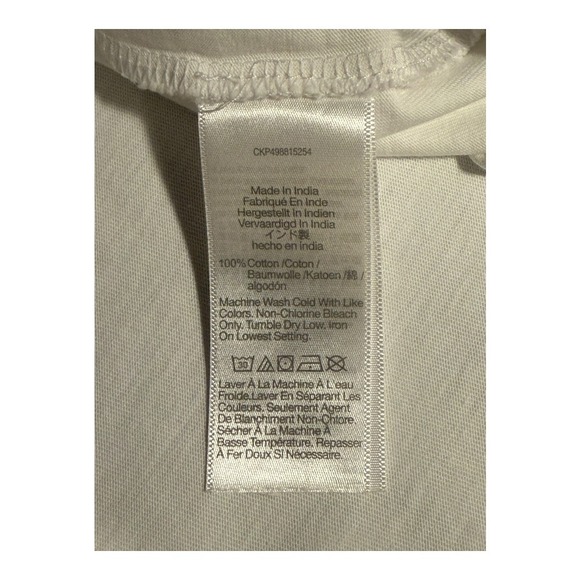 CKP498815254
Made In India
Fabriqué En Inde
Hergestellt In Indien
Vervaardigd In India
インド製
hecho en india
100% Cotton /Coton /
Baumwolle /Katoen /綿 /
algodón
Machine Wash Cold With Like
Colors. Non-Chlorine Bleach
Only. Tumble Dry Low. Iron
On Lowest Setting.
30
Laver À La Machine À L'eau
Froide.Laver En Séparant Les
Couleurs. Seulement Agent
De Blanchiment Non-Chlore.
Sécher À La Machine À
Basse Température. Repasser
À Fer Doux Si Nécessaire.